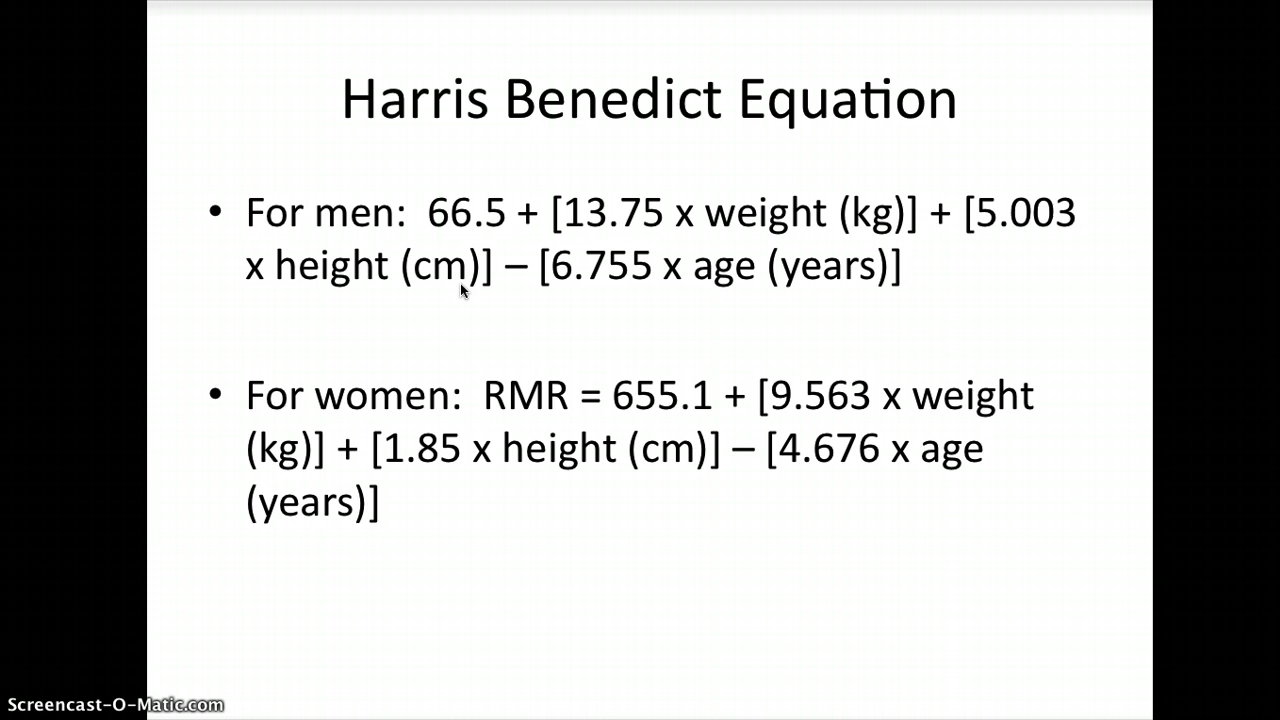 Harris Benedict Equation
• For men:  66.5 + [13.75 x weight (kg)] + [5.003
x height (cm)] – [6.755 x age (years)]
• For women:  RMR = 655.1 + [9.563 x weight
(kg)] + [1.85 x height (cm)] – [4.676 x age
(years)]
Screencast-O-Matic.com